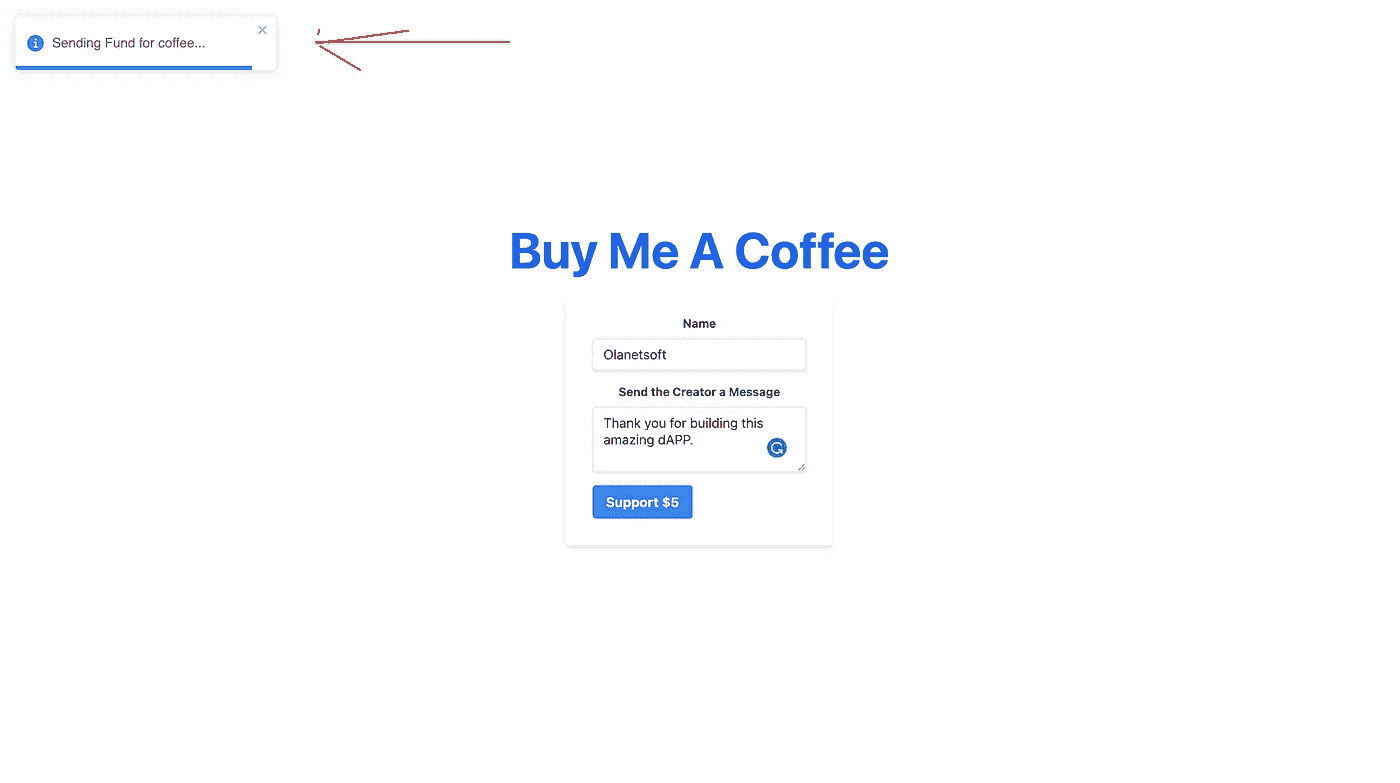 Sending Fund for coffee...
Buy Me A Coffee
Name
Olanetsoft
Send the Creator a Message
Thank you for building this
amazing dAPP.
Support $5